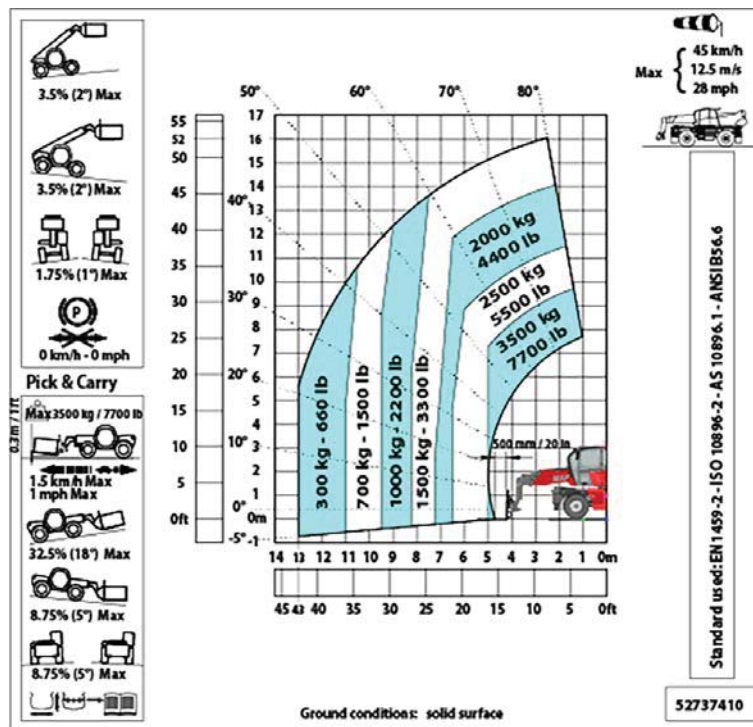 3.5% (2°) Max
3.5% (2°) Max
1.75% (1°) Max
P
0 km/h - 0 mph
Pick & Carry
0.3 m / 1 ft
Max 3500 kg / 7700 lb
1.5 km/h Max
1 mph Max
32.5% (18°) Max
8.75% (5°) Max
8.75% (5°) Max
55
52
50
45
40
35
30
25
20
15
10
5
0ft
17
16
15
14
13
12
11
10
9
8
7
6
5
4
3
2
1
0m
-1
-5°
0°
10°
20°
30°
40°
50°
60°
70°
80°
2000 kg
4400 lb
2500 kg
5500 lb
3500 kg
7700 lb
300 kg - 660 lb
700 kg - 1500 lb
1000 kg - 2200 lb
1500 kg - 3300 lb
500 mm / 20 in
14 13 12 11 10 9 8 7 6 5 4 3 2 1 0m
45 43 40 35 30 25 20 15 10 5 0ft
Ground conditions: solid surface
Max
45 km/h
12.5 m/s
28 mph
Standard used: EN 1459-2 - ISO 10896-2 - AS 10896.1 - ANSI B56.6
52737410